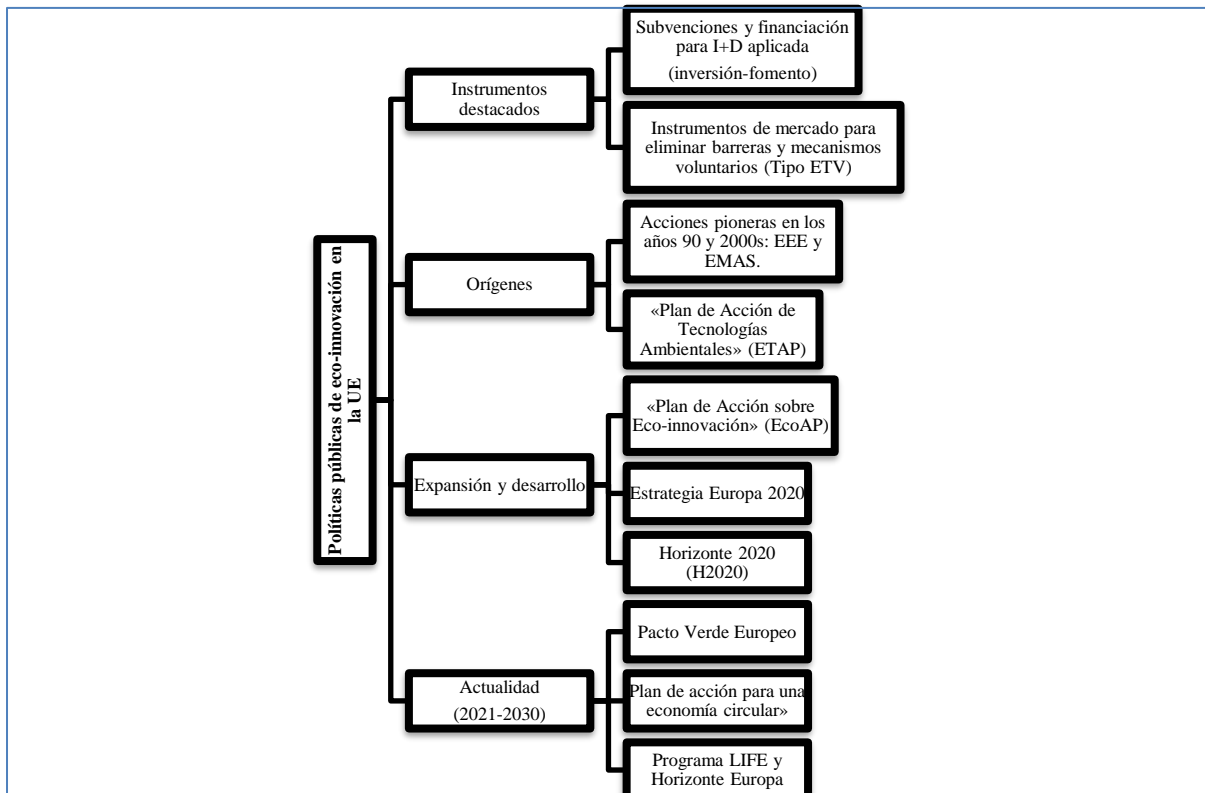 Políticas públicas de eco-innovación en
la UE
Instrumentos
destacados
Subvenciones y financiación
para I+D aplicada
(inversión-fomento)
Instrumentos de mercado para
eliminar barreras y mecanismos
voluntarios (Tipo ETV)
Orígenes
Acciones pioneras en los
años 90 y 2000s: EEE y
EMAS.
«Plan de Acción de
Tecnologías
Ambientales» (ETAP)
Expansión y desarrollo
«Plan de Acción sobre
Eco-innovación» (EcoAP)
Estrategia Europa 2020
Horizonte 2020
(H2020)
Actualidad
(2021-2030)
Pacto Verde Europeo
Plan de acción para una
economía circular»
Programa LIFE y
Horizonte Europa